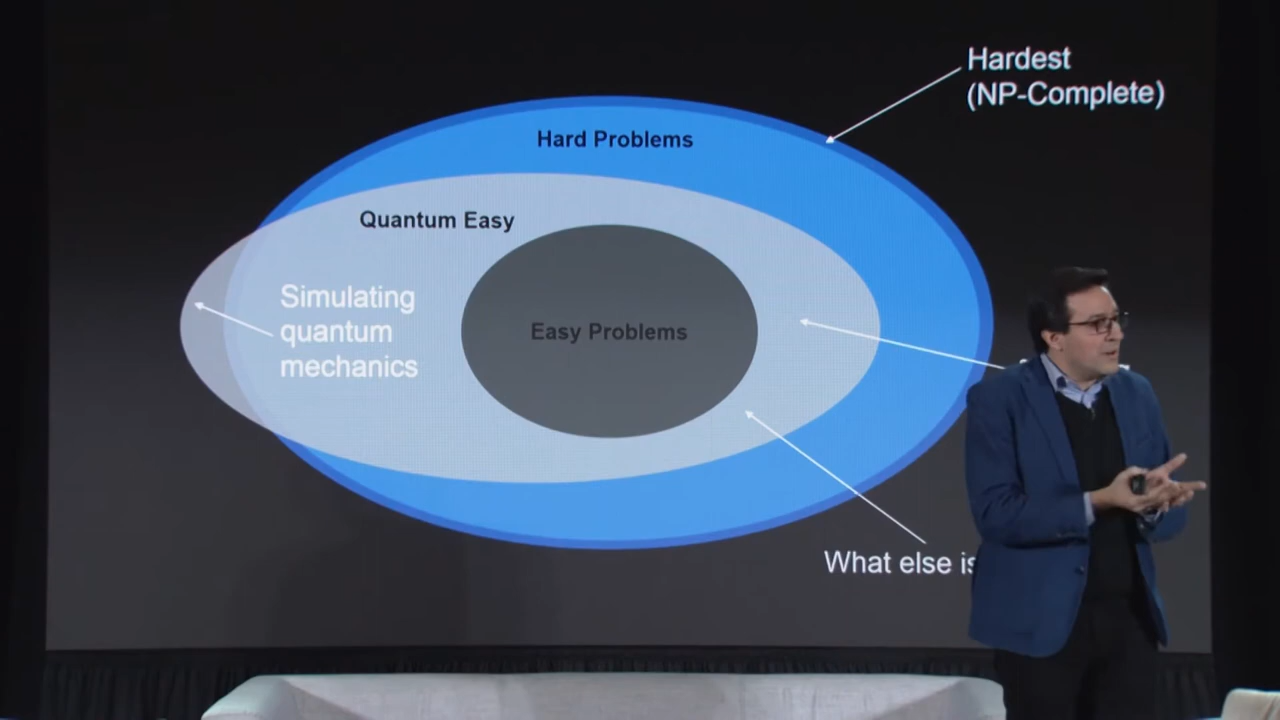 Hardest
(NP-Complete)
Hard Problems
Quantum Easy
Simulating
quantum
mechanics
Easy Problems
What else is